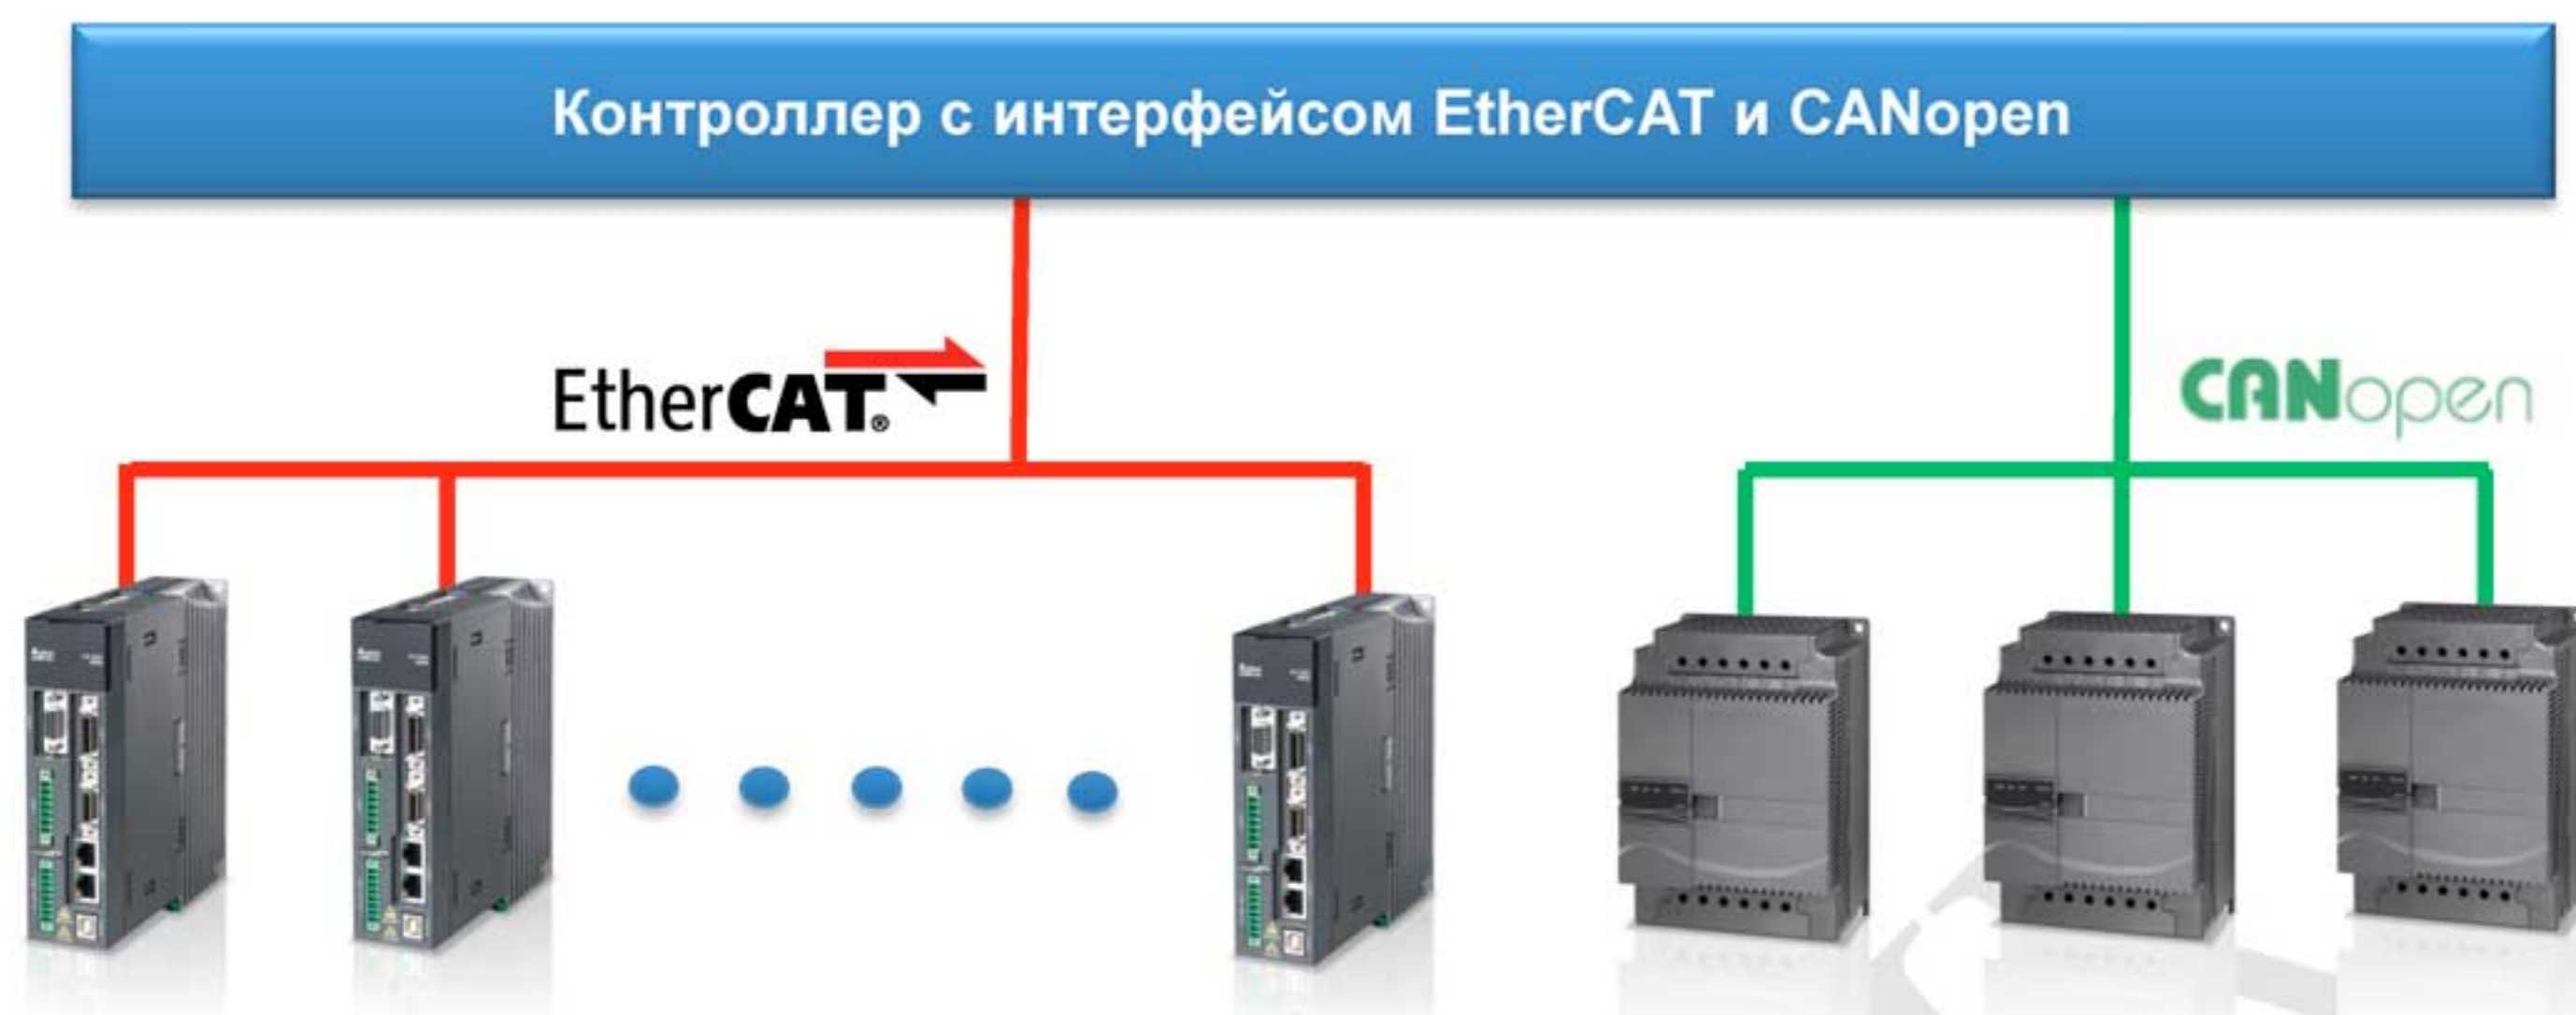 Контроллер с интерфейсом EtherCAT и CANopen
EtherCAT®
CANopen